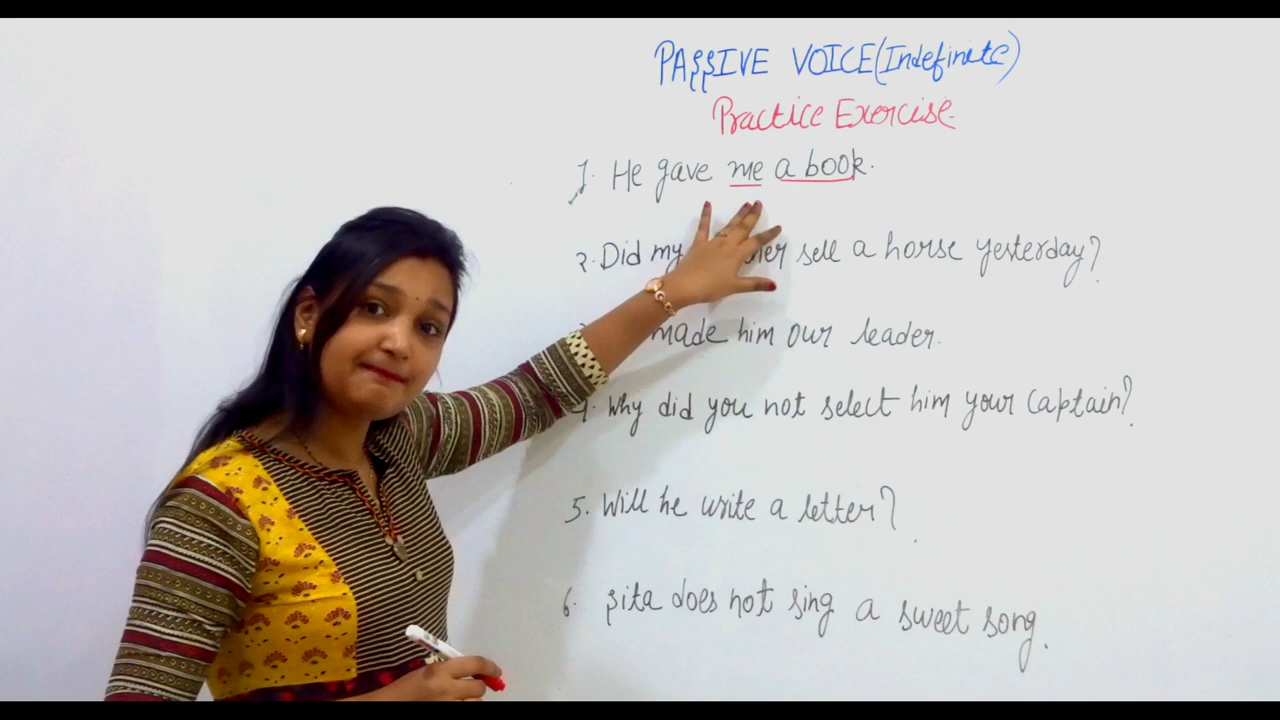 PASSIVE VOICE(Indefinite)
Practice Exercise
1. He gave me a book.
2. Did my sell a horse yesterday?
made him our leader.
4. Why did you not select him your Captain?
5. Will he write a letter?
6. Sita does not sing a sweet song.